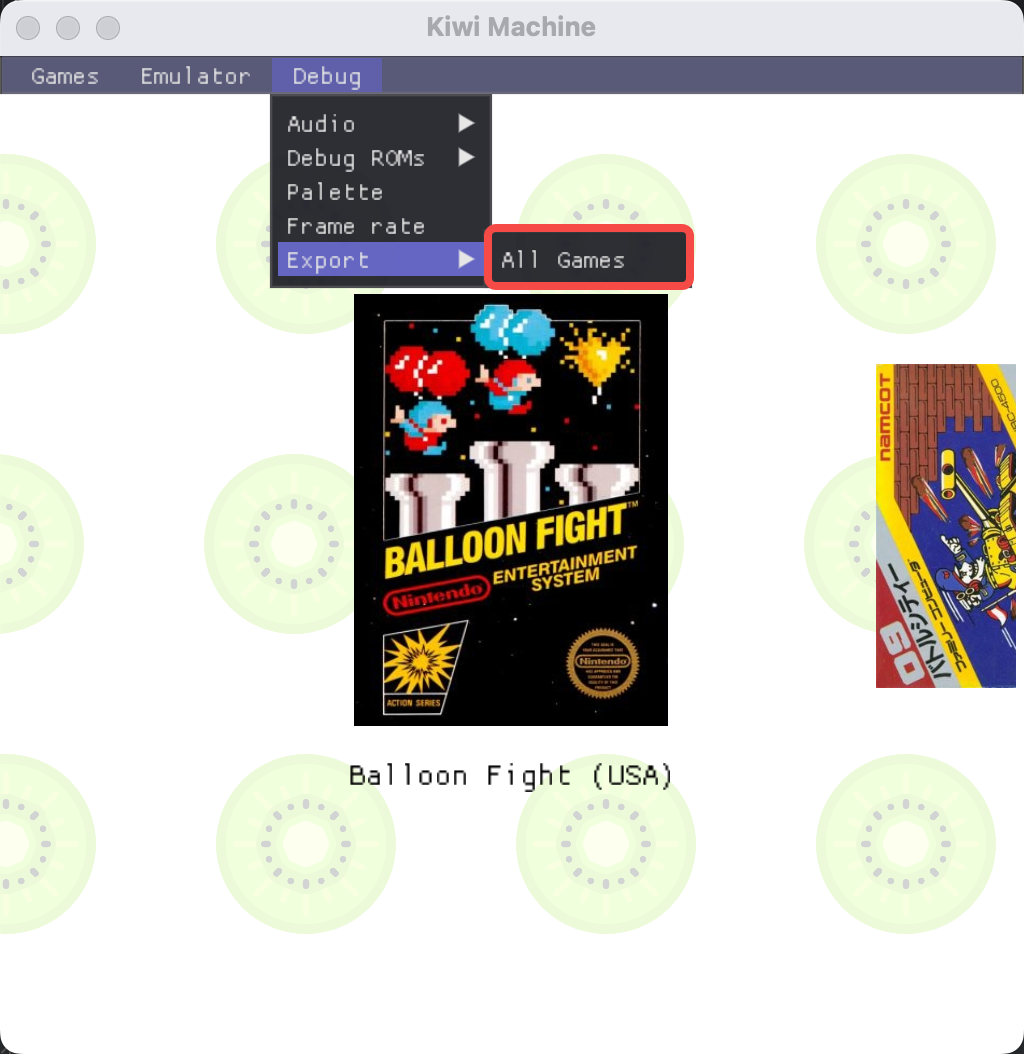 Kiwi Machine
Games Emulator Debug
Audio
Debug ROMs
Palette
Frame rate
Export
All Games
BALLOON FIGHT™
Nintendo ENTERTAINMENT
SYSTEM
ACTION SERIES
Nintendo
namcot
09
バトルシティー
ファミリーコンピュータ
Balloon Fight (USA)